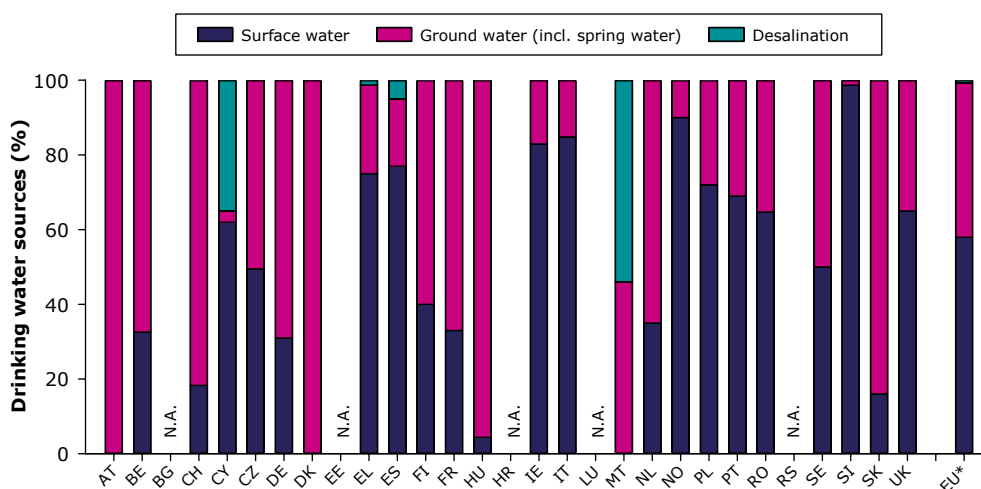 Surface water Ground water (incl. spring water) Desalination
Drinking water sources (%)
100
80
60
40
20
0
N.A. N.A. N.A. N.A. N.A.
AT BE BG CH CY CZ DE DK EE EL ES FI FR HU HR IE IT LU MT NL NO PL PT RO RS SE SI SK UK EU*